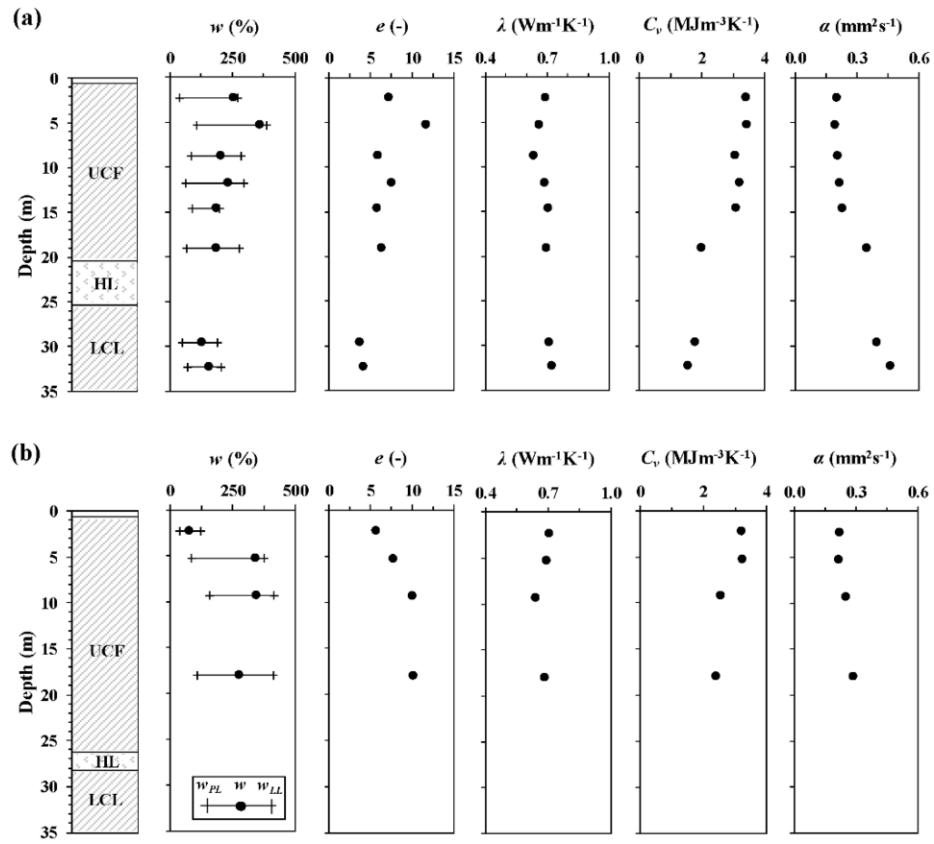 (a)
w (%) e (-) λ (Wm⁻¹K⁻¹) Cᵥ (MJm⁻³K⁻¹) α (mm²s⁻¹)
0 250 500 0 5 10 15 0.4 0.7 1.0 0 2 4 0.0 0.3 0.6
Depth (m)
0
5
10
15
20
25
30
35
UCF
HL
LCL
(b)
w (%) e (-) λ (Wm⁻¹K⁻¹) Cᵥ (MJm⁻³K⁻¹) α (mm²s⁻¹)
0 250 500 0 5 10 15 0.4 0.7 1.0 0 2 4 0.0 0.3 0.6
Depth (m)
0
5
10
15
20
25
30
35
UCF
HL
LCL
w_PL w w_LL